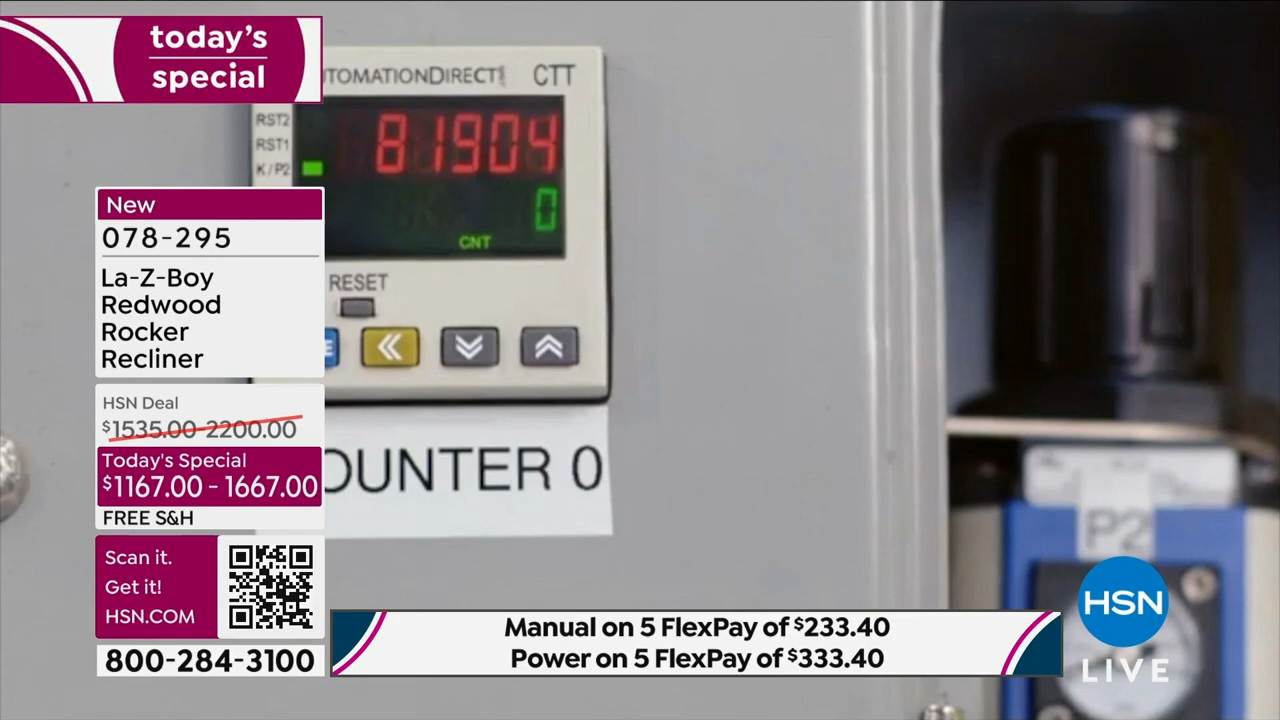 today's
special
UTOMATIONDIRECT
CTT
RST2
RST1
K/P2
81904
0
CNT
RESET
E
OUNTER 0
New
078-295
La-Z-Boy
Redwood
Rocker
Recliner
HSN Deal
$1535.00-2200.00
Today's Special
$1167.00 - 1667.00
FREE S&H
Scan it.
Get it!
HSN.COM
800-284-3100
Manual on 5 FlexPay of $233.40
Power on 5 FlexPay of $333.40
P2
HSN
LIVE